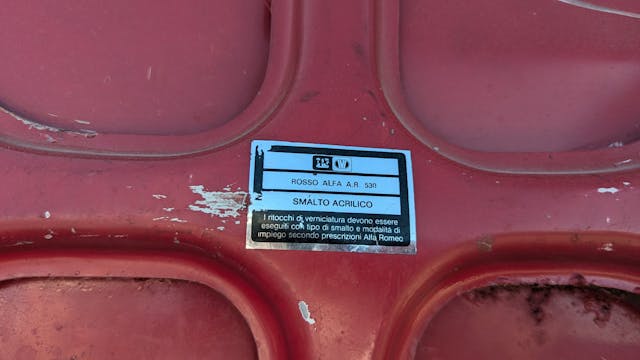 ROSSO ALFA A.R. 530
SMALTO ACRILICO
I ritocchi di verniciatura devono essere
eseguiti con tipo di smalto e modalità di
impiego secondo prescrizioni Alfa Romeo